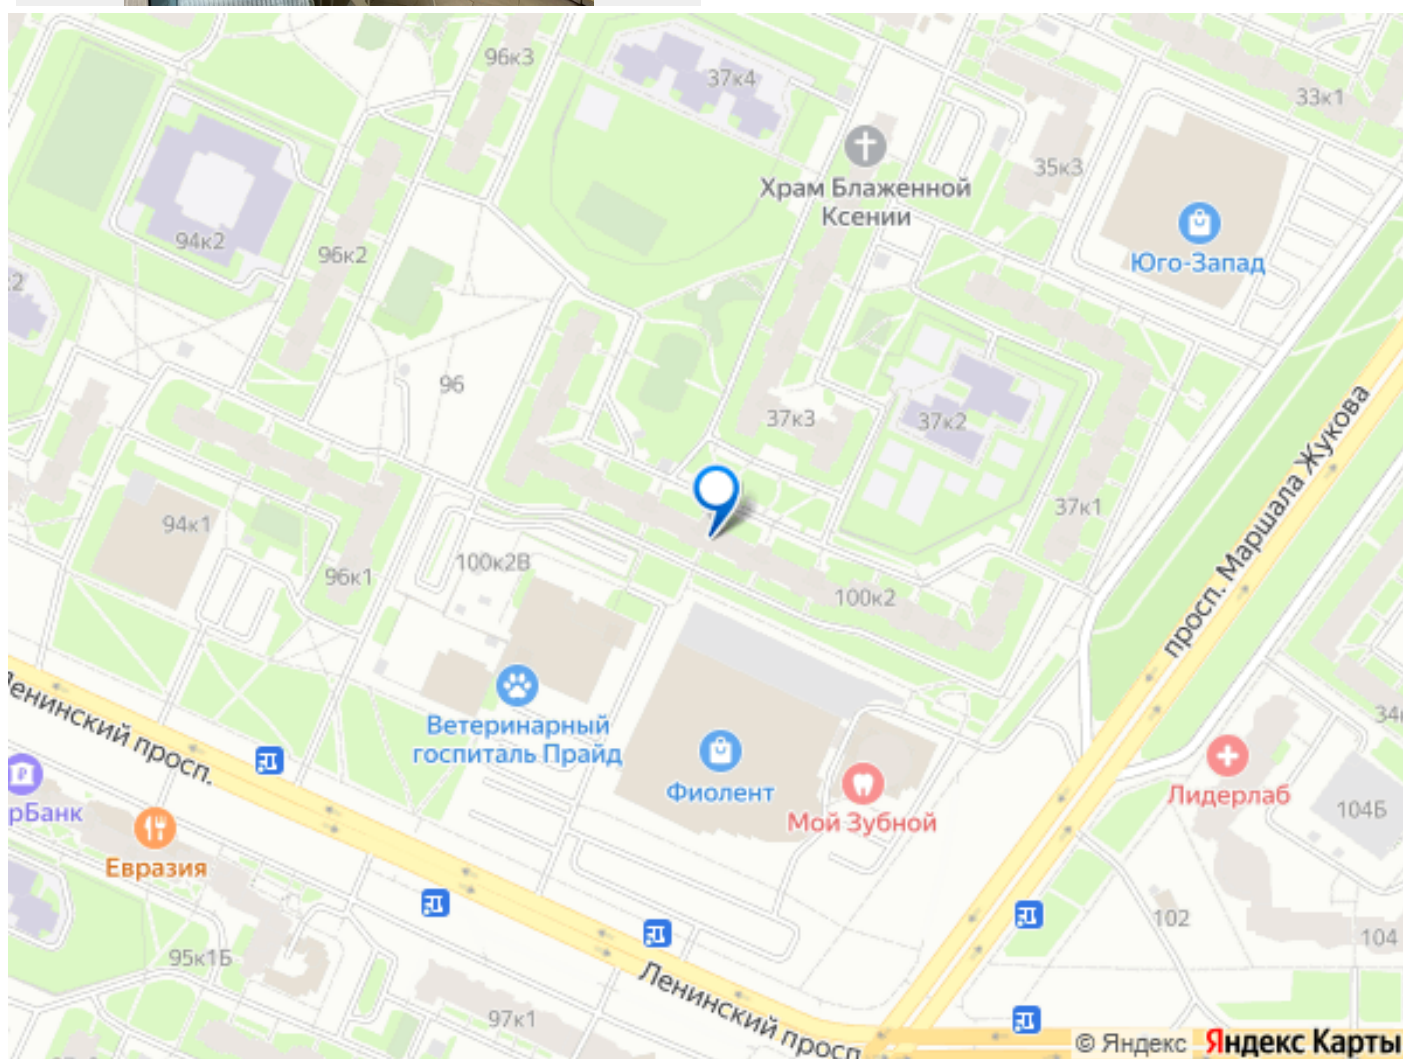 96к3
37к4
33к1
35к3
Храм Блаженной
Ксении
94к2
96к2
Юго-Запад
96
37к3
37к2
просп. Маршала Жукова
94к1
37к1
100к2В
96к1
100к2
Ленинский просп.
Ветеринарный
госпиталь Прайд
Фиолент
Мой Зубной
Лидерлаб
рБанк
104Б
Евразия
102
104
95к1Б
Ленинский просп
97к1
© Яндекс Яндекс Карты